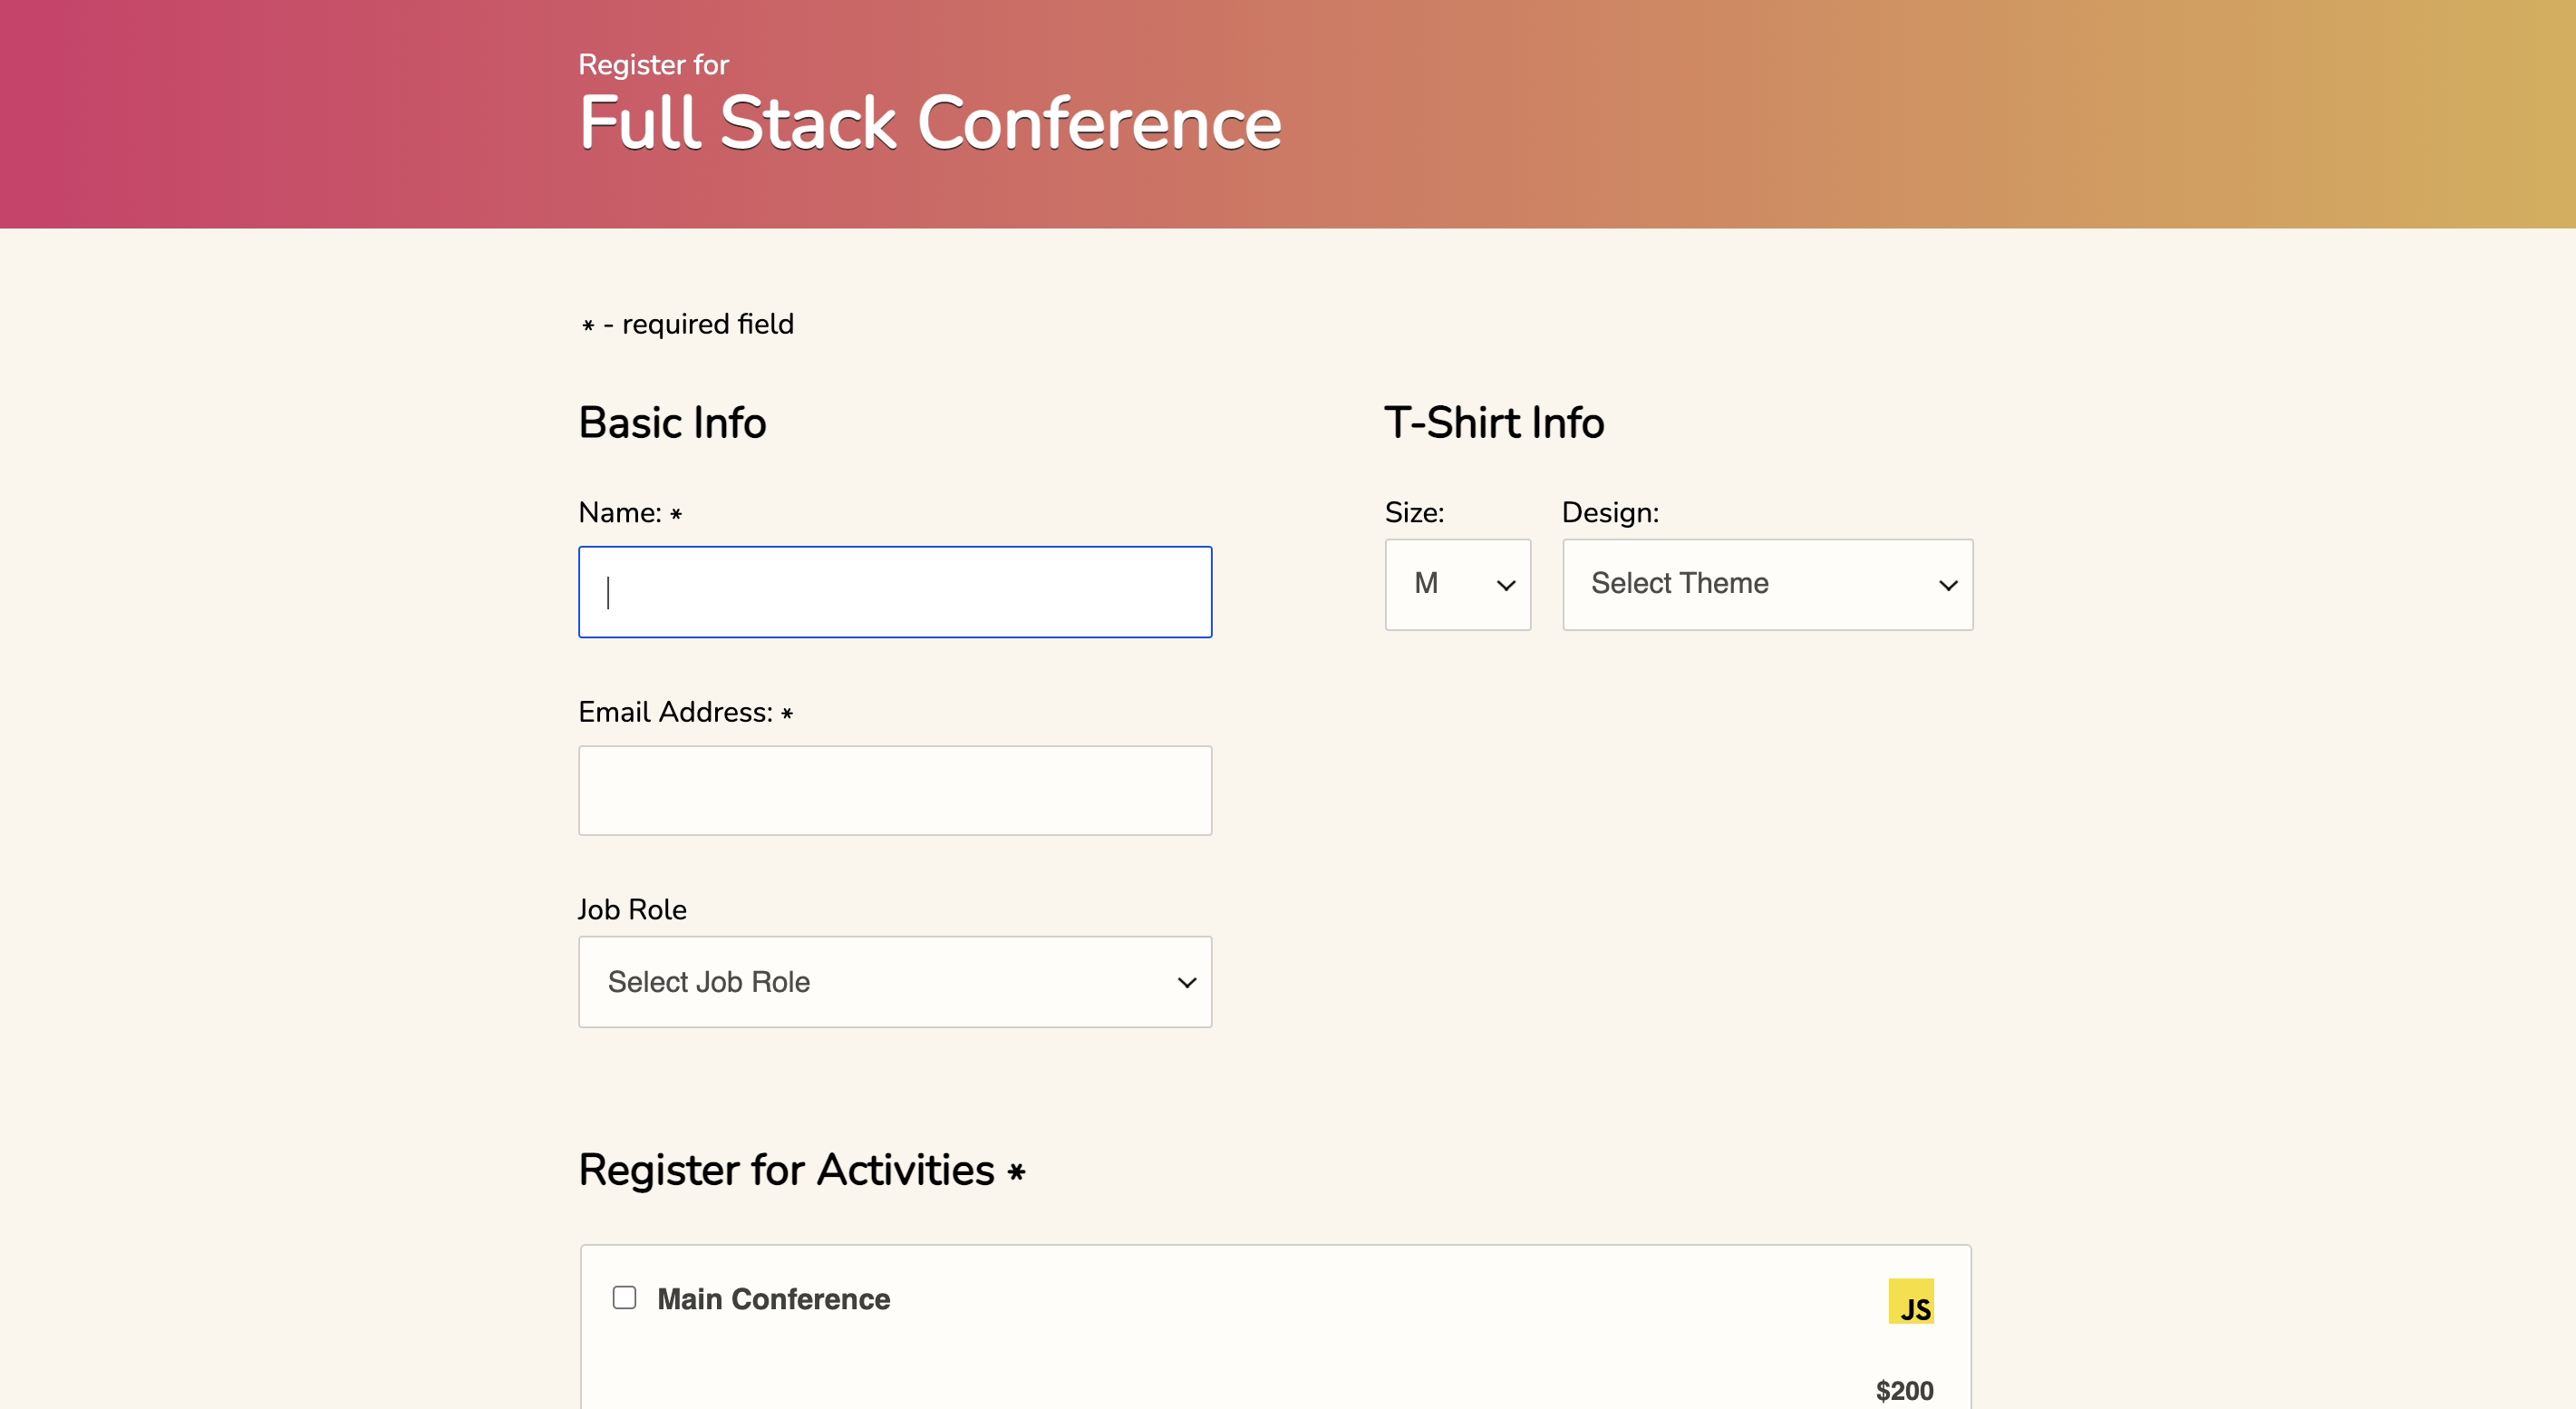 Register for
Full Stack Conference
* - required field
Basic Info
Name: *
Email Address: *
Job Role
Select Job Role
T-Shirt Info
Size:
Design:
M
Select Theme
Register for Activities *
Main Conference
JS
$200